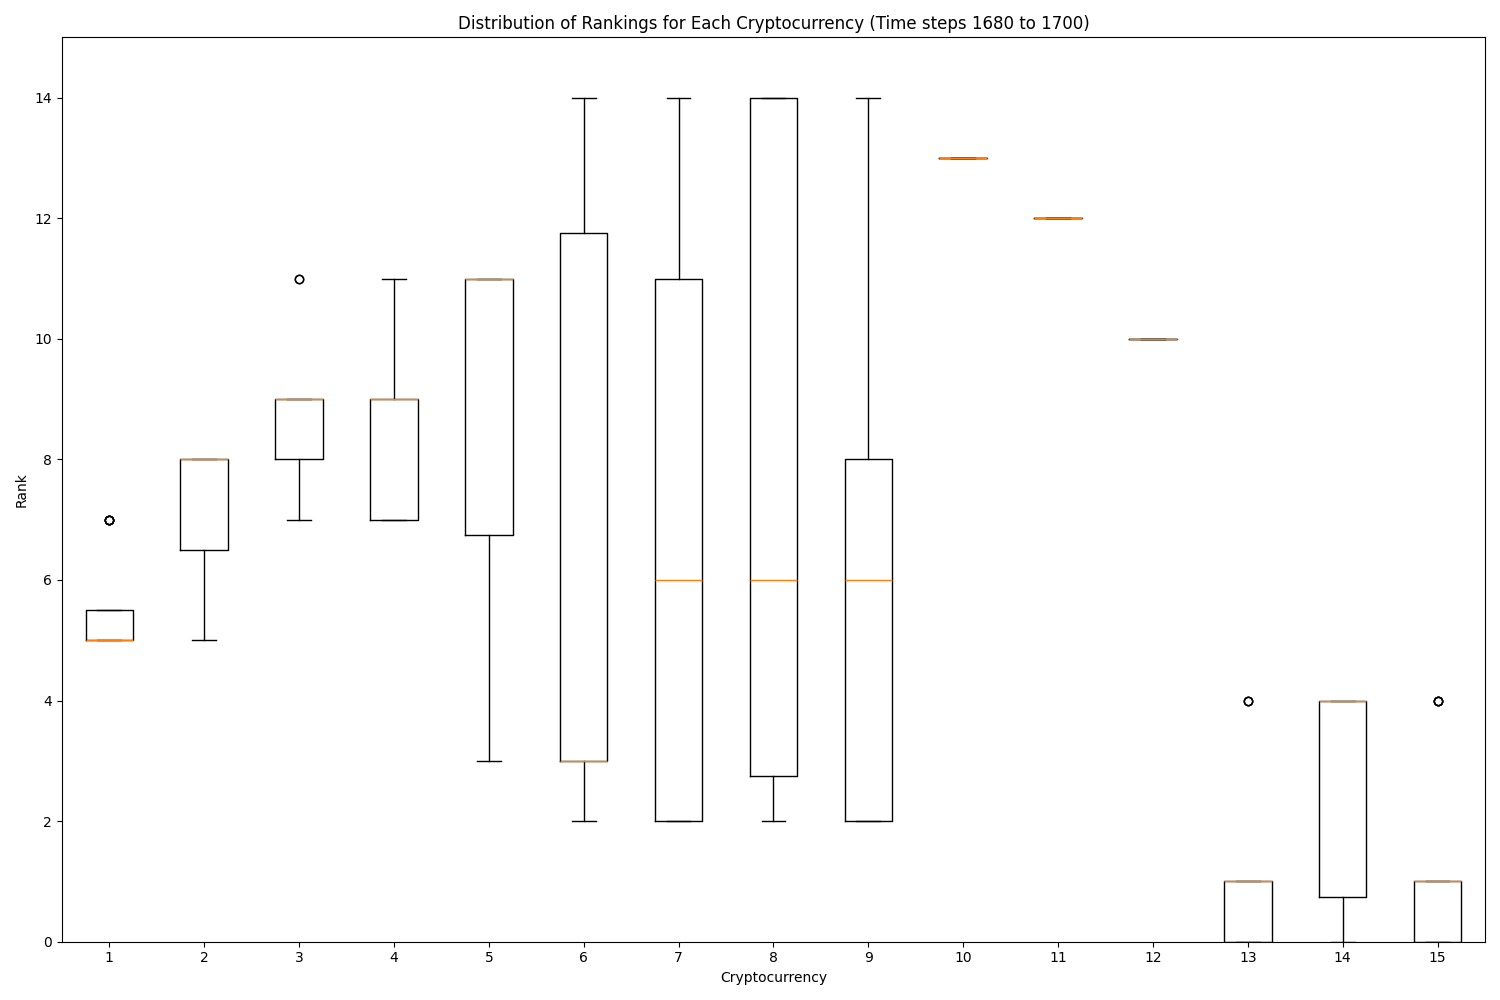 Distribution of Rankings for Each Cryptocurrency (Time steps 1680 to 1700)
14
12
10
8
6
4
2
0
Rank
1 2 3 4 5 6 7 8 9 10 11 12 13 14 15
Cryptocurrency